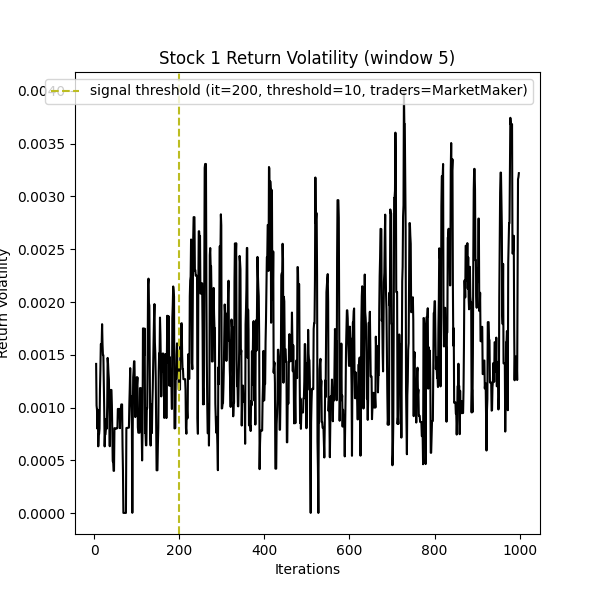 Stock 1 Return Volatility (window 5)
signal threshold (it=200, threshold=10, traders=MarketMaker)
0.0040
0.0035
0.0030
0.0025
0.0020
0.0015
0.0010
0.0005
0.0000
Return Volatility
0 200 400 600 800 1000
Iterations